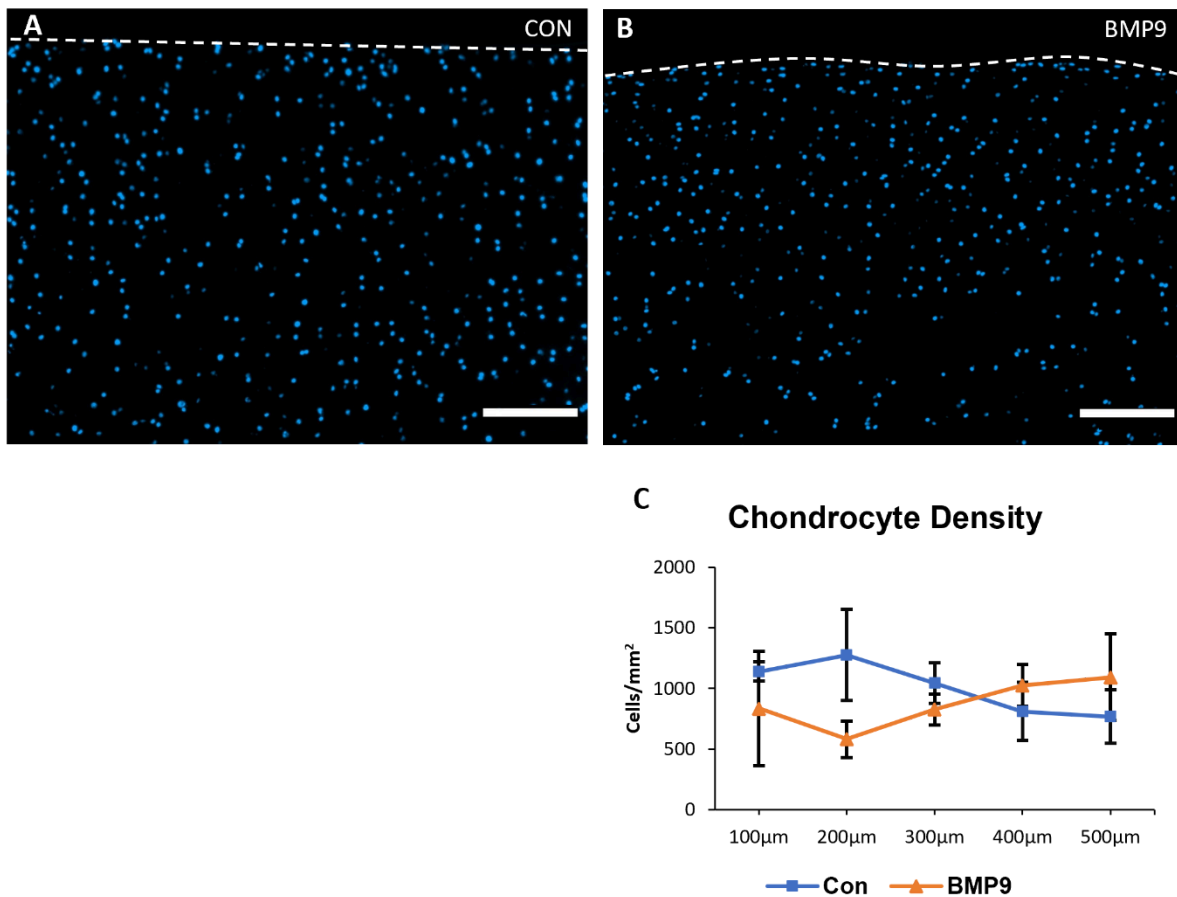 A
CON
B
BMP9
C
Chondrocyte Density
Cells/mm²
2000
1500
1000
500
0
100µm
200µm
300µm
400µm
500µm
Con
BMP9